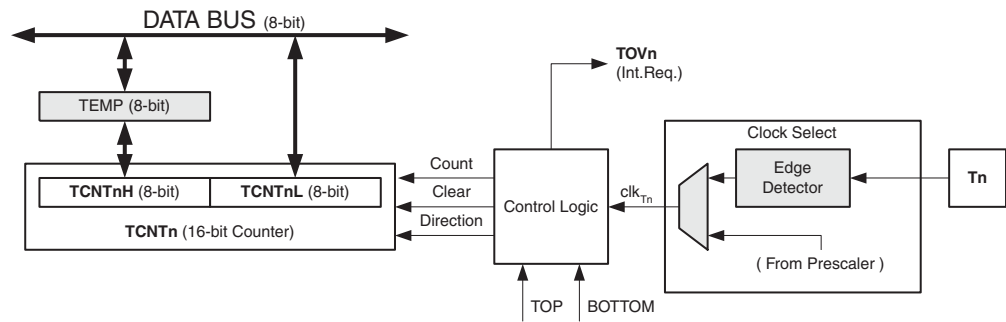 DATA BUS (8-bit)
TOVn
(Int.Req.)
TEMP (8-bit)
Clock Select
Count
Edge
Detector
Tn
TCNTnH (8-bit) TCNTnL (8-bit)
Clear
Control Logic
clkTn
TCNTn (16-bit Counter)
Direction
( From Prescaler )
TOP
BOTTOM